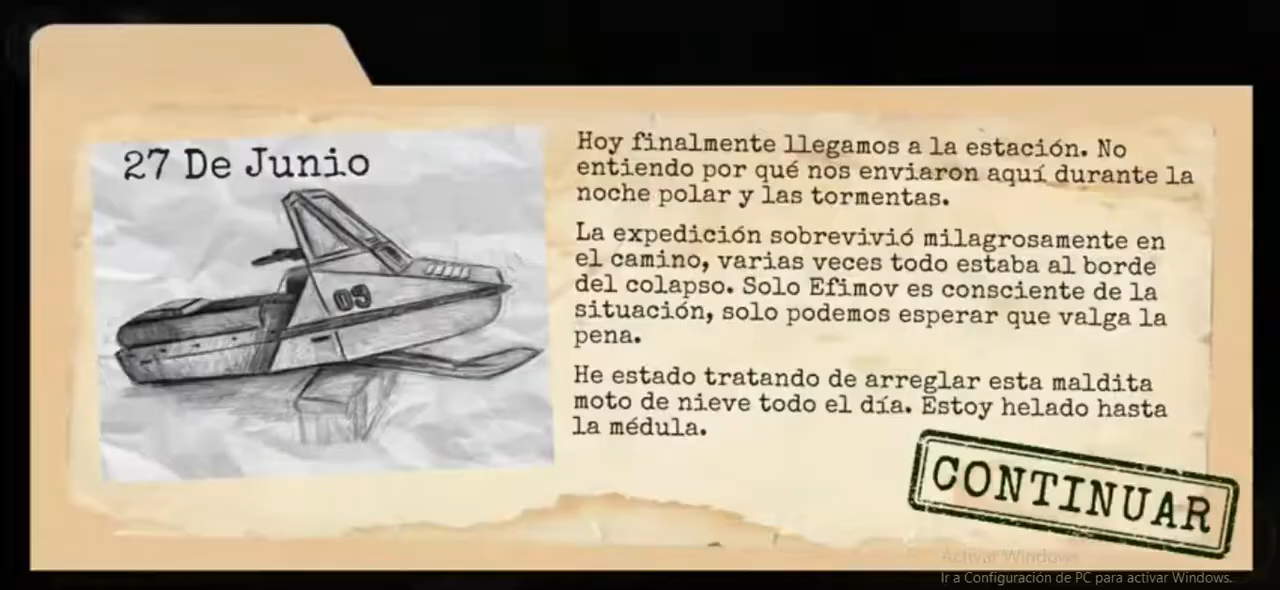 27 De Junio
Hoy finalmente llegamos a la estación. No
entiendo por qué nos enviaron aquí durante la
noche polar y las tormentas.
La expedición sobrevivió milagrosamente en
el camino, varias veces todo estaba al borde
del colapso. Solo Efimov es consciente de la
situación, solo podemos esperar que valga la
pena.
He estado tratando de arreglar esta maldita
moto de nieve todo el día. Estoy helado hasta
la médula.
09
CONTINUAR
Activar Windows
Ir a Configuración de PC para activar Windows.